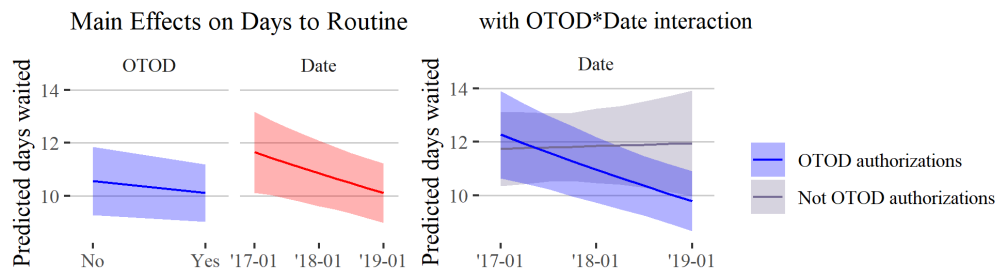 Main Effects on Days to Routine
with OTOD*Date interaction
Predicted days waited
OTOD
Date
14
12
10
No
Yes
'17-01
'18-01
'19-01
Predicted days waited
Date
14
12
10
'17-01
'18-01
'19-01
OTOD authorizations
Not OTOD authorizations